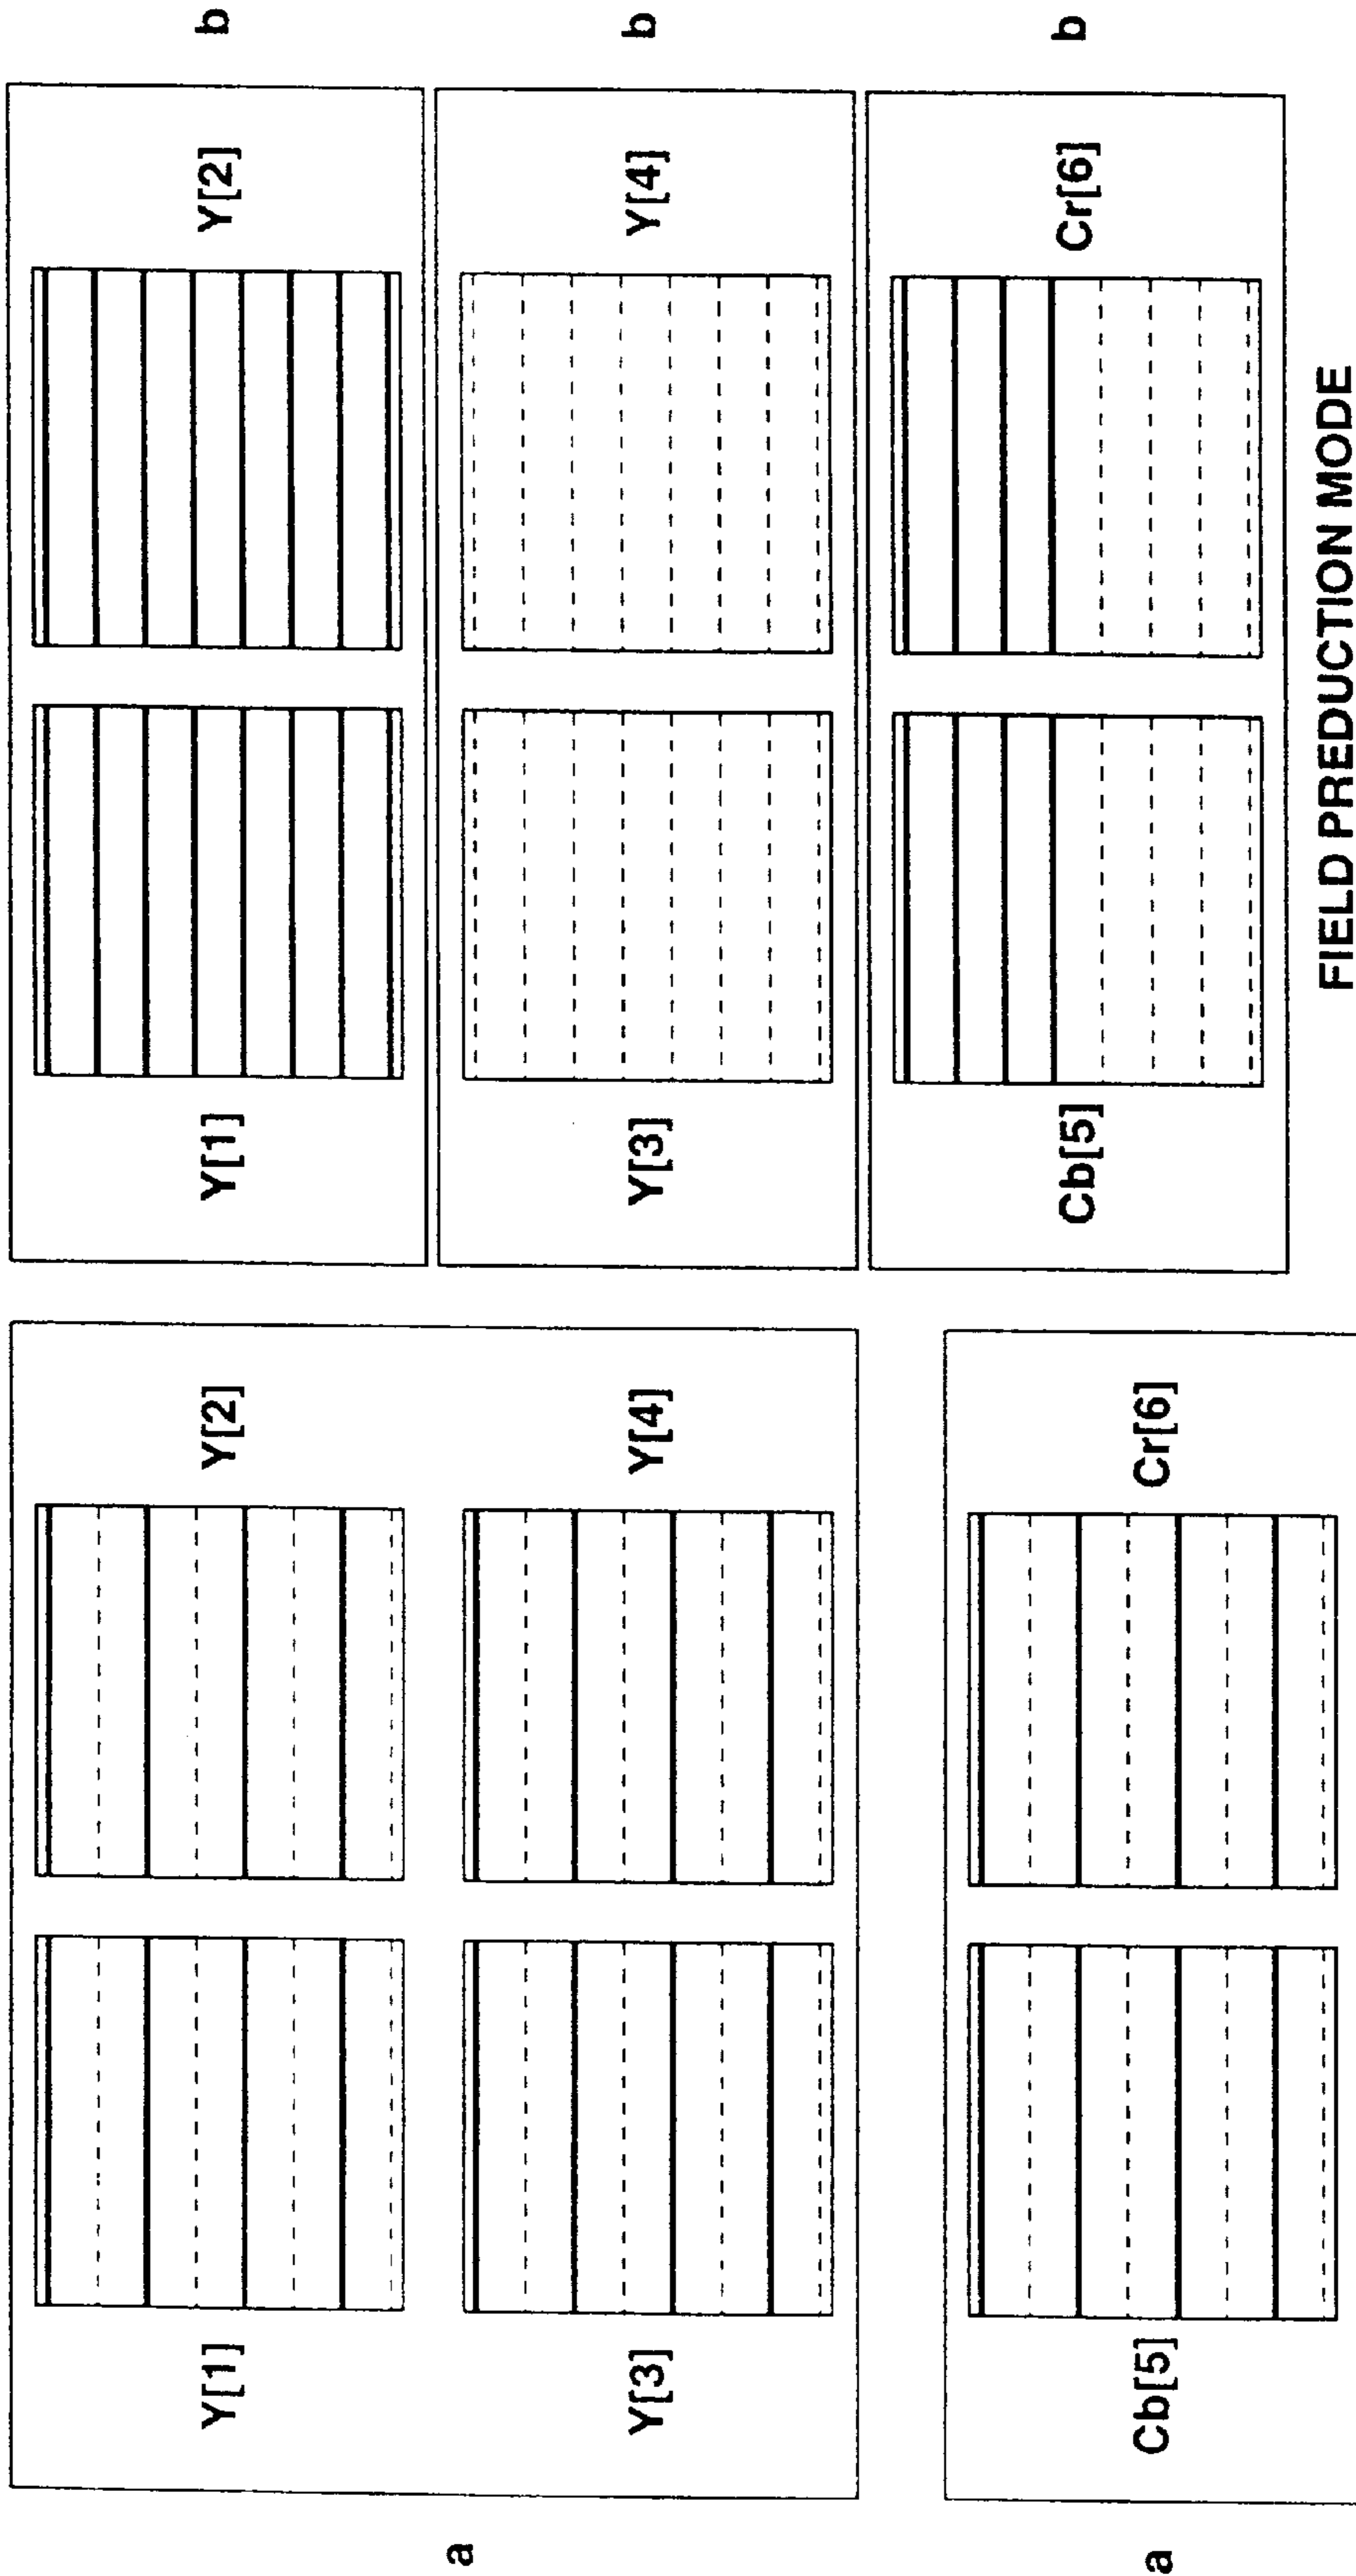 a
Y[1]
Y[2]
Y[3]
Y[4]
a
Cb[5]
Cr[6]
Y[1]
Y[2]
b
Y[3]
Y[4]
b
Cb[5]
Cr[6]
b
FIELD PREDUCTION MODE